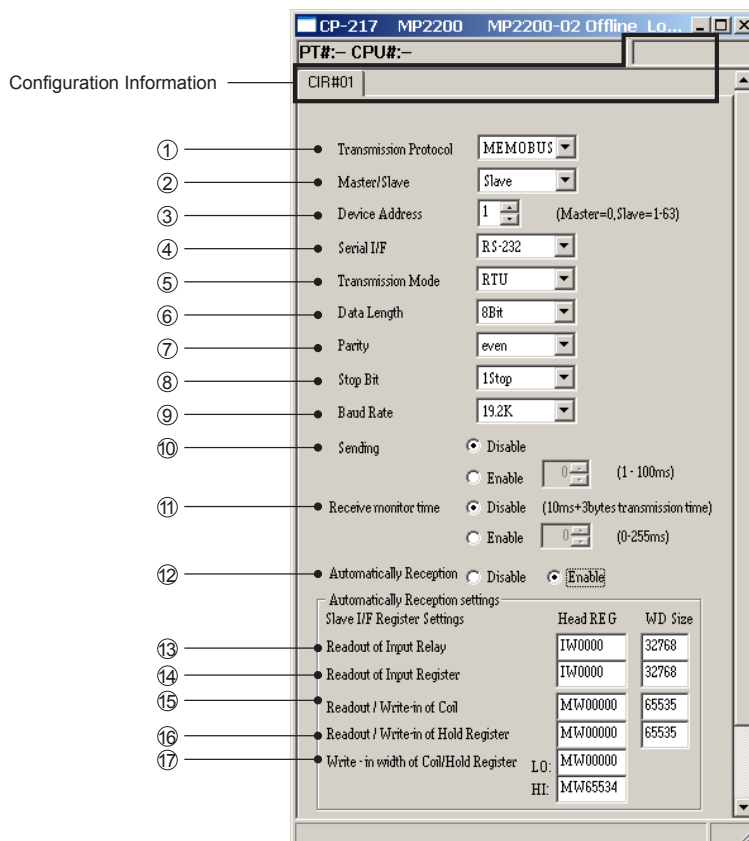 CP-217 MP2200 MP2200-02 Offline Lo...
PT#:– CPU#:–
Configuration Information
CIR#01
① Transmission Protocol MEMOBUS
② Master/Slave Slave
③ Device Address 1 (Master=0,Slave=1-63)
④ Serial I/F RS-232
⑤ Transmission Mode RTU
⑥ Data Length 8Bit
⑦ Parity even
⑧ Stop Bit 1Stop
⑨ Baud Rate 19.2K
⑩ Sending Disable
Enable 0 (1 - 100ms)
⑪ Receive monitor time Disable (10ms+3bytes transmission time)
Enable 0 (0-255ms)
⑫ Automatically Reception Disable Enable
Automatically Reception settings
Slave I/F Register Settings Head REG WD Size
⑬ Readout of Input Relay IW0000 32768
⑭ Readout of Input Register IW0000 32768
⑮ Readout / Write-in of Coil MW00000 65535
⑯ Readout / Write-in of Hold Register MW00000 65535
⑰ Write - in width of Coil/Hold Register LO: MW00000
HI: MW65534